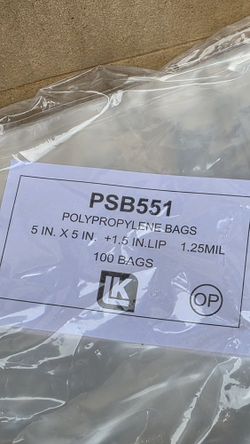 PSB551
POLYPROPYLENE BAGS
5 IN. X 5 IN. +1.5 IN.LIP 1.25MIL
100 BAGS
LK
OP